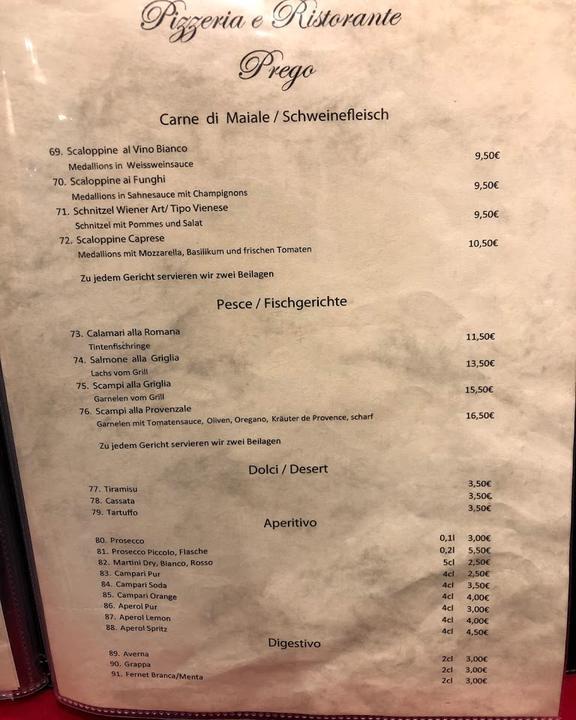 Pizzeria e Ristorante
Prego
Carne di Maiale / Schweinefleisch
69. Scaloppine al Vino Bianco 9,50€
Medallions in Weissweinsauce
70. Scaloppine ai Funghi 9,50€
Medallions in Sahnesauce mit Champignons
71. Schnitzel Wiener Art/ Tipo Vienese 9,50€
Schnitzel mit Pommes und Salat
72. Scaloppine Caprese 10,50€
Medallions mit Mozzarella, Basilikum und frischen Tomaten
Zu jedem Gericht servieren wir zwei Beilagen
Pesce / Fischgerichte
73. Calamari alla Romana 11,50€
Tintenfischringe
74. Salmone alla Griglia 13,50€
Lachs vom Grill
75. Scampi alla Griglia 15,50€
Garnelen vom Grill
76. Scampi alla Provenzale 16,50€
Garnelen mit Tomatensauce, Oliven, Oregano, Kräuter de Provence, scharf
Zu jedem Gericht servieren wir zwei Beilagen
Dolci / Desert
77. Tiramisu 3,50€
78. Cassata 3,50€
79. Tartuffo 3,50€
Aperitivo
80. Prosecco 0,1l 3,00€
81. Prosecco Piccolo, Flasche 0,2l 5,50€
82. Martini Dry, Bianco, Rosso 5cl 2,50€
83. Campari Pur 4cl 2,50€
84. Campari Soda 4cl 3,50€
85. Campari Orange 4cl 4,00€
86. Aperol Pur 4cl 3,00€
87. Aperol Lemon 4cl 4,00€
88. Aperol Spritz 4cl 4,50€
Digestivo
89. Averna 2cl 3,00€
90. Grappa 2cl 3,00€
91. Fernet Branca/Menta 2cl 3,00€